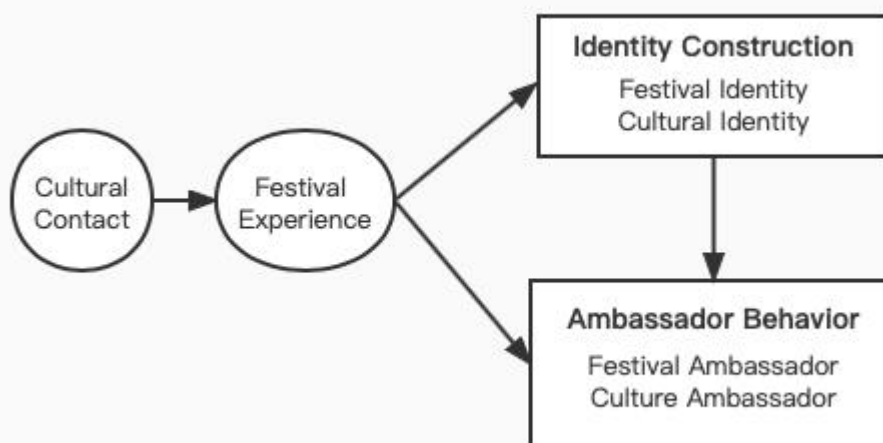 Cultural
Contact
Festival
Experience
Identity Construction
Festival Identity
Cultural Identity
Ambassador Behavior
Festival Ambassador
Culture Ambassador